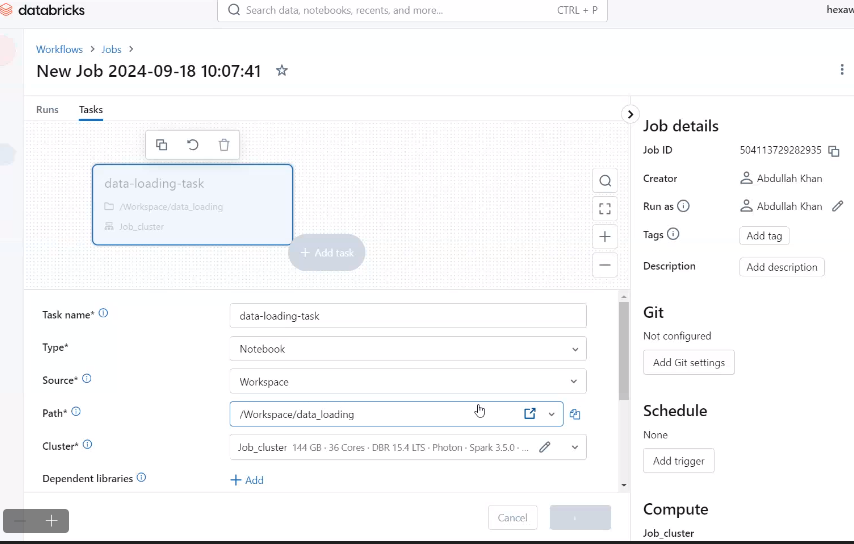 databricks
Search data, notebooks, recents, and more...
CTRL + P
hexaw
Workflows > Jobs >
New Job 2024-09-18 10:07:41
Runs
Tasks
data-loading-task
/Workspace/data_loading
Job_cluster
+ Add task
Task name*
data-loading-task
Type*
Notebook
Source*
Workspace
Path*
/Workspace/data_loading
Cluster*
Job_cluster 144 GB · 36 Cores · DBR 15.4 LTS · Photon · Spark 3.5.0 · ...
Dependent libraries
+ Add
Cancel
Job details
Job ID
504113729282935
Creator
Abdullah Khan
Run as
Abdullah Khan
Tags
Add tag
Description
Add description
Git
Not configured
Add Git settings
Schedule
None
Add trigger
Compute
Job_cluster